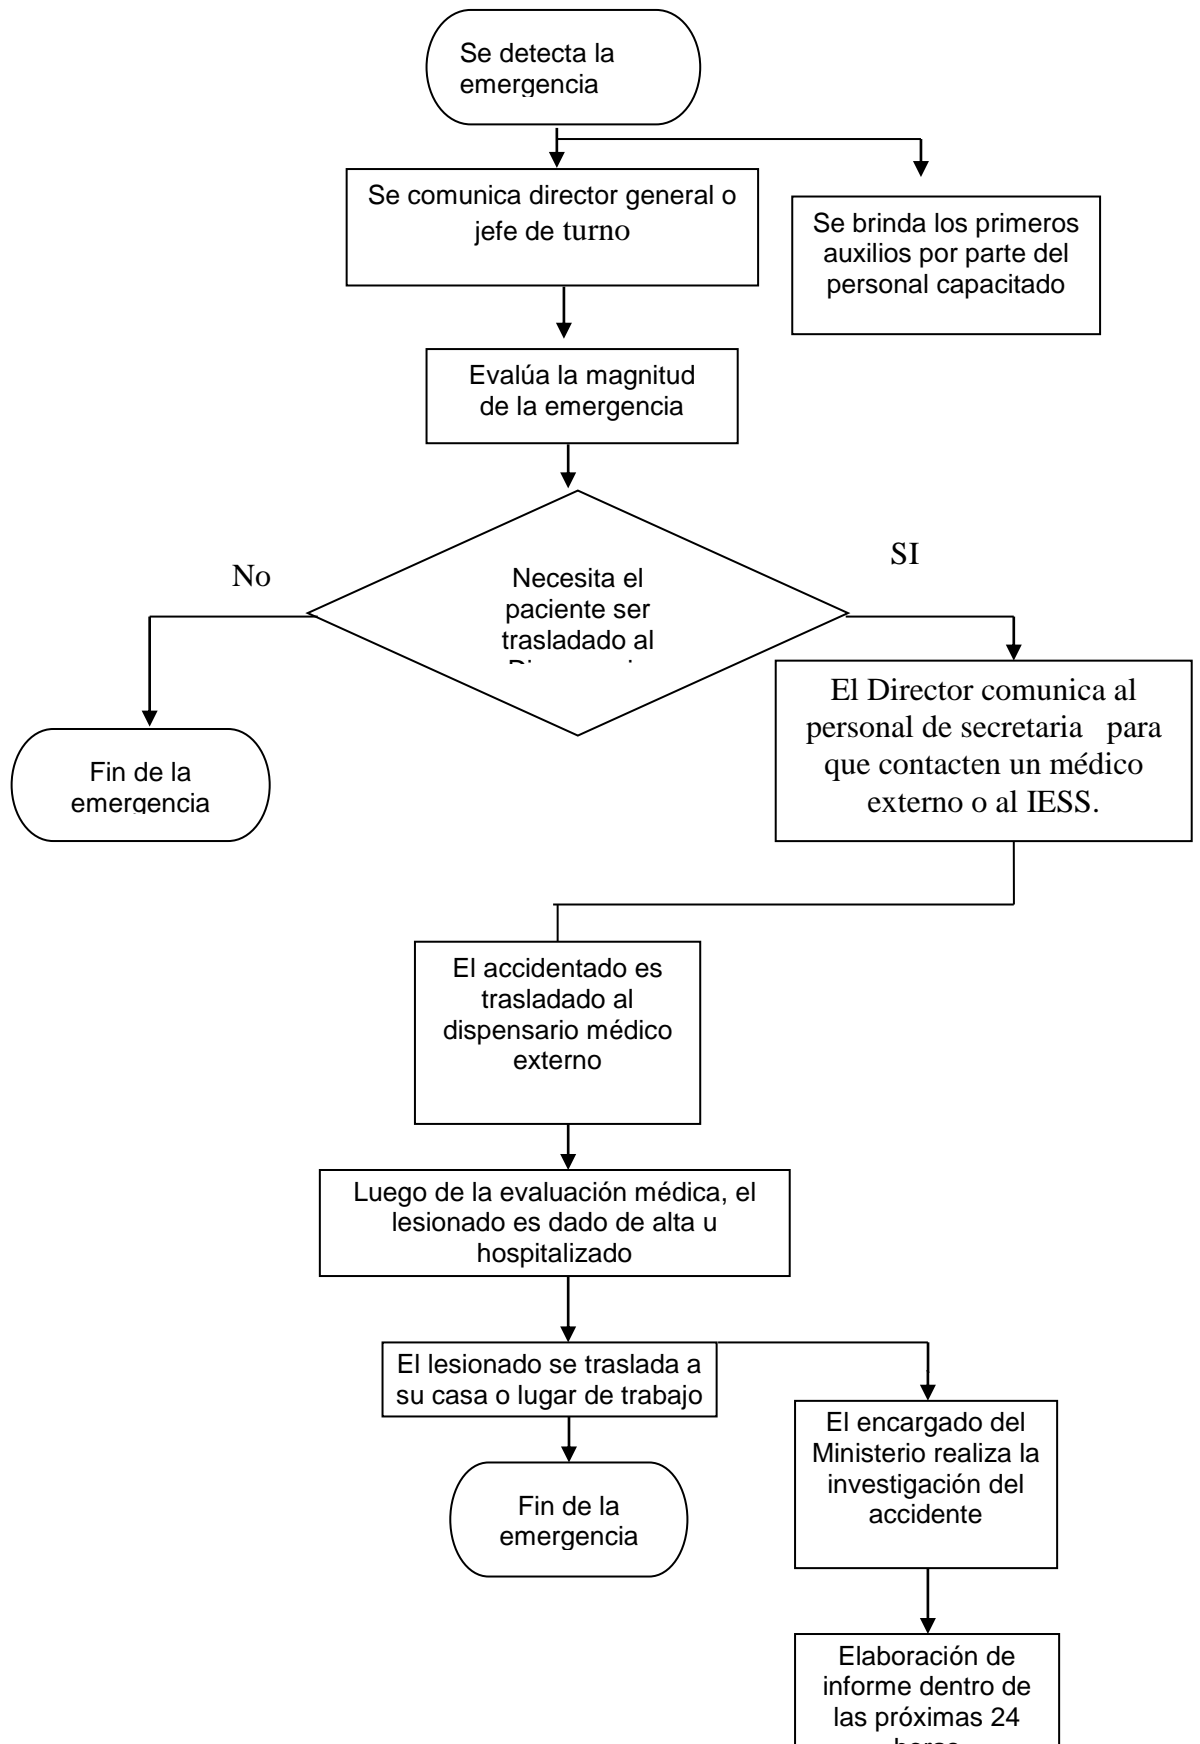 Se detecta la
emergencia
Se comunica director general o
jefe de turno
Se brinda los primeros
auxilios por parte del
personal capacitado
Evalúa la magnitud
de la emergencia
No
SI
Necesita el
paciente ser
trasladado al
El Director comunica al
personal de secretaria para
que contacten un médico
externo o al IESS.
Fin de la
emergencia
El accidentado es
trasladado al
dispensario médico
externo
Luego de la evaluación médica, el
lesionado es dado de alta u
hospitalizado
El lesionado se traslada a
su casa o lugar de trabajo
El encargado del
Ministerio realiza la
investigación del
accidente
Fin de la
emergencia
Elaboración de
informe dentro de
las próximas 24